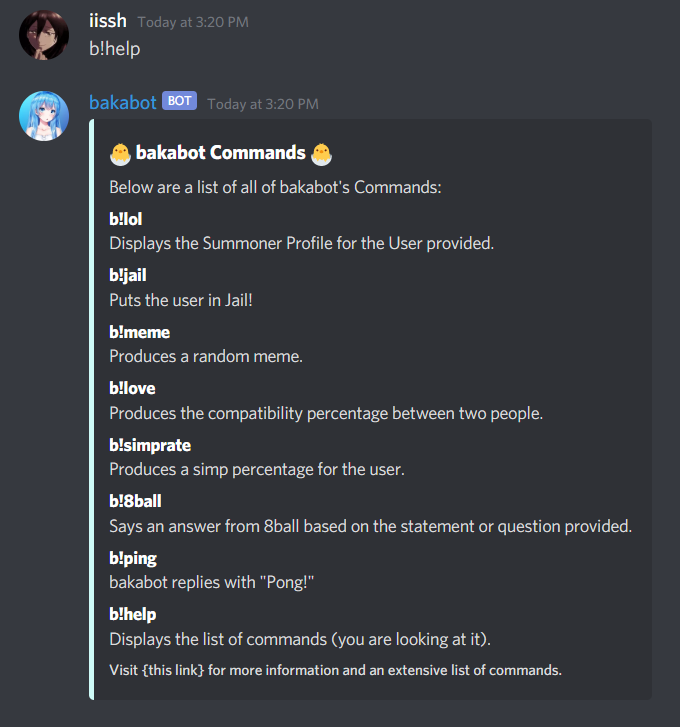 iissh Today at 3:20 PM
b!help
bakabot BOT Today at 3:20 PM
bakabot Commands
Below are a list of all of bakabot's Commands:
b!lol
Displays the Summoner Profile for the User provided.
b!jail
Puts the user in Jail!
b!meme
Produces a random meme.
b!love
Produces the compatibility percentage between two people.
b!simprate
Produces a simp percentage for the user.
b!8ball
Says an answer from 8ball based on the statement or question provided.
b!ping
bakabot replies with "Pong!"
b!help
Displays the list of commands (you are looking at it).
Visit {this link} for more information and an extensive list of commands.